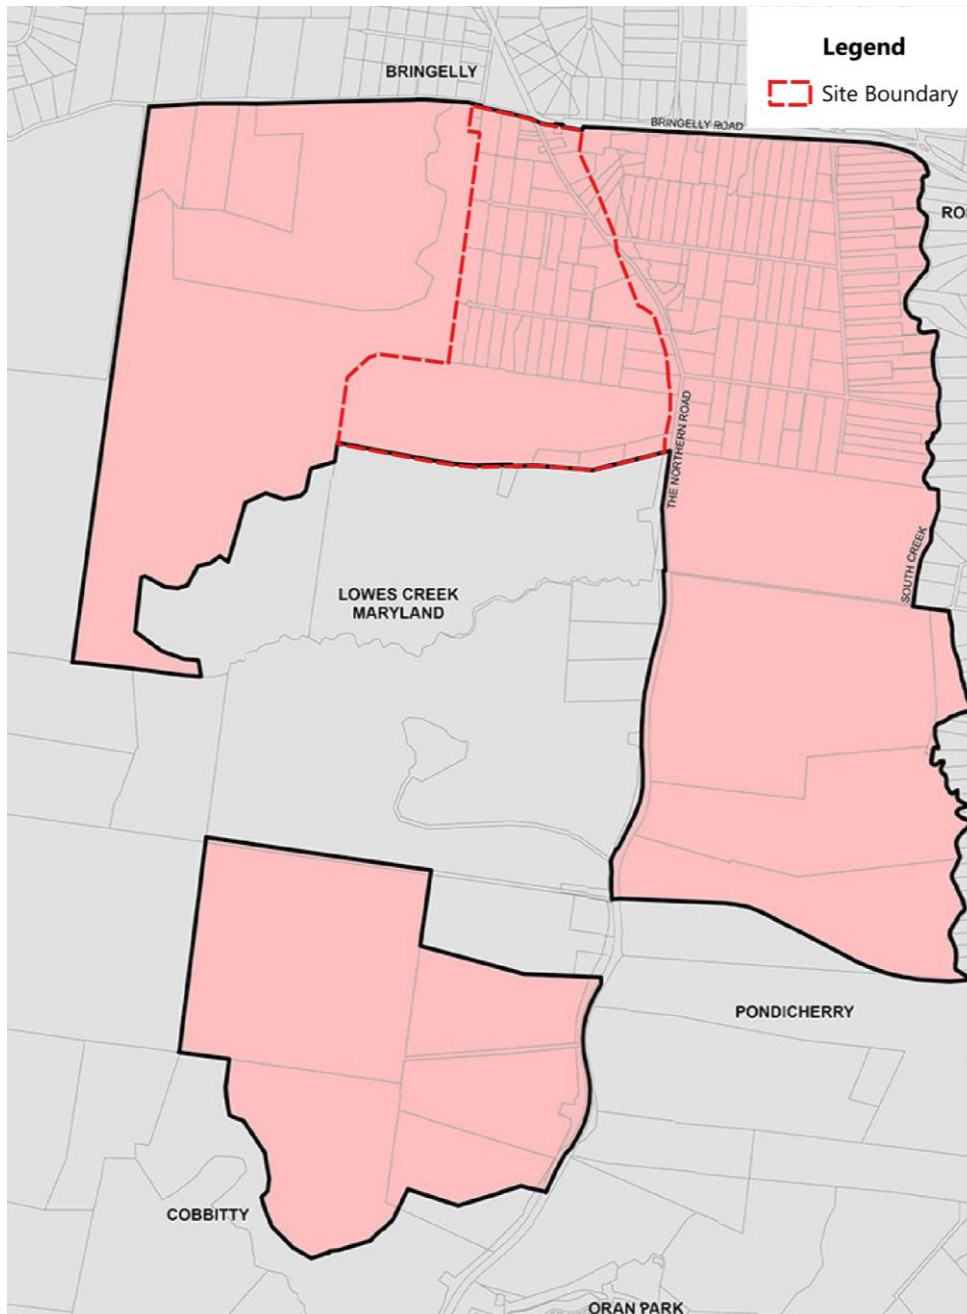 Legend
Site Boundary
BRINGELLY
BRINGELLY ROAD
THE NORTHERN ROAD
SOUTH CREEK
LOWES CREEK
MARYLAND
PONDICHERRY
COBBITTY
ORAN PARK